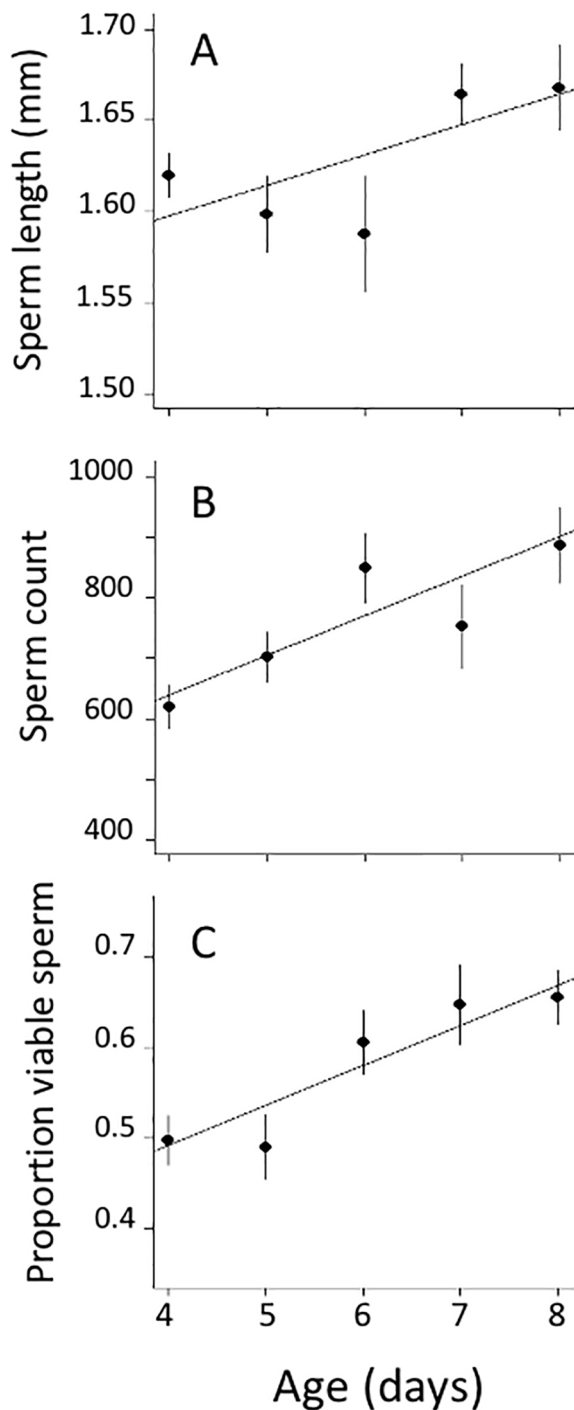 A
Sperm length (mm)
1.70
1.65
1.60
1.55
1.50
B
Sperm count
1000
800
600
400
C
Proportion viable sperm
0.7
0.6
0.5
0.4
4 5 6 7 8
Age (days)